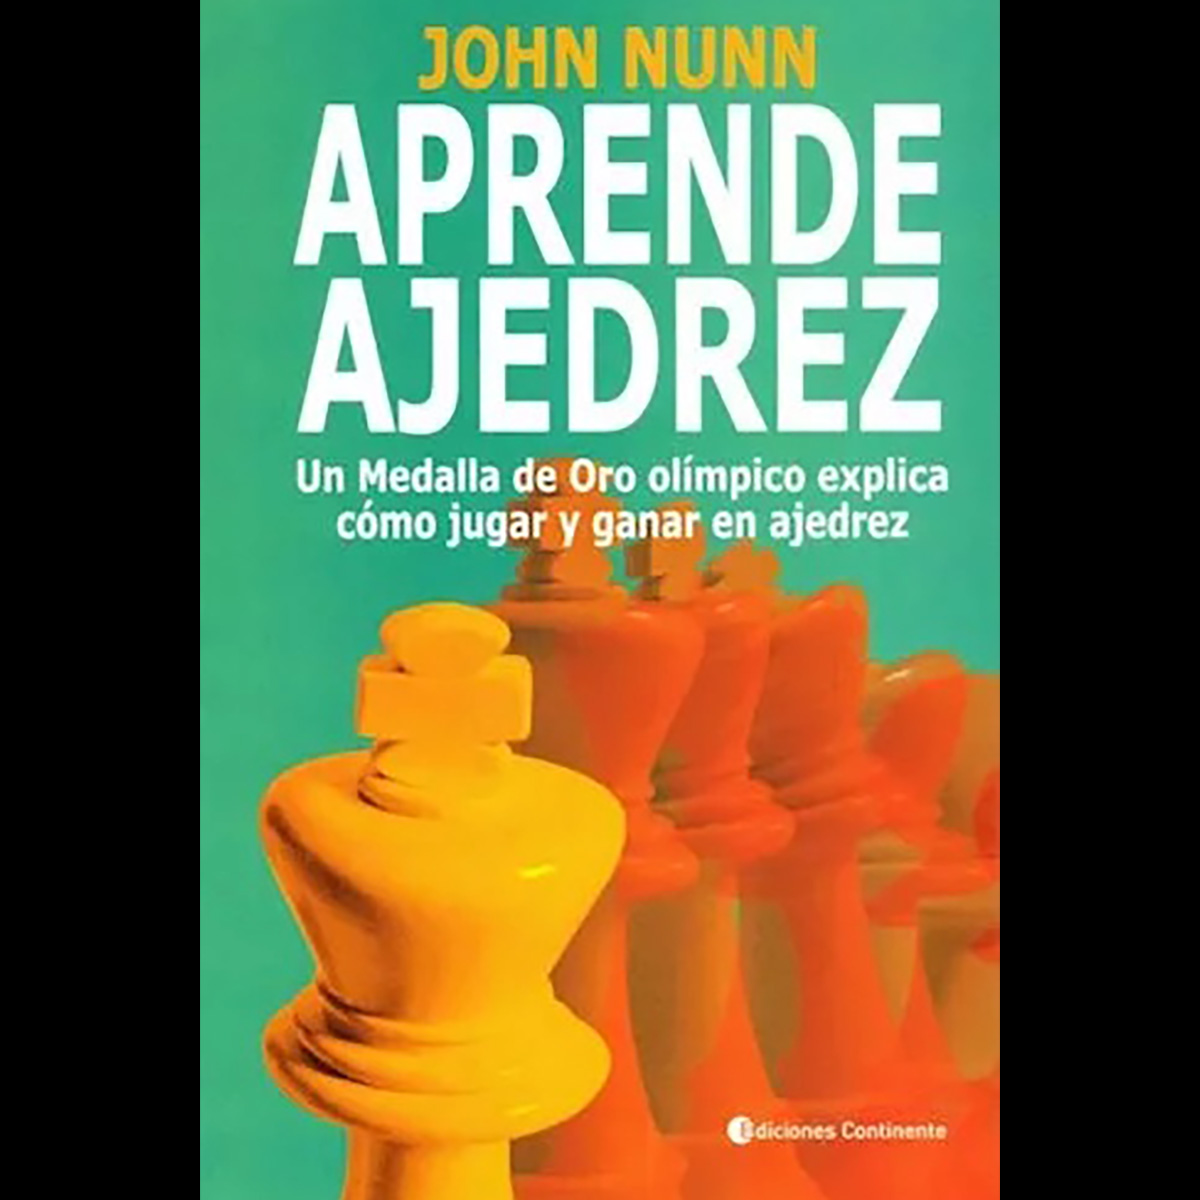 JOHN NUNN
APRENDE
AJEDREZ
Un Medalla de Oro olímpico explica
cómo jugar y ganar en ajedrez
Ediciones Continente